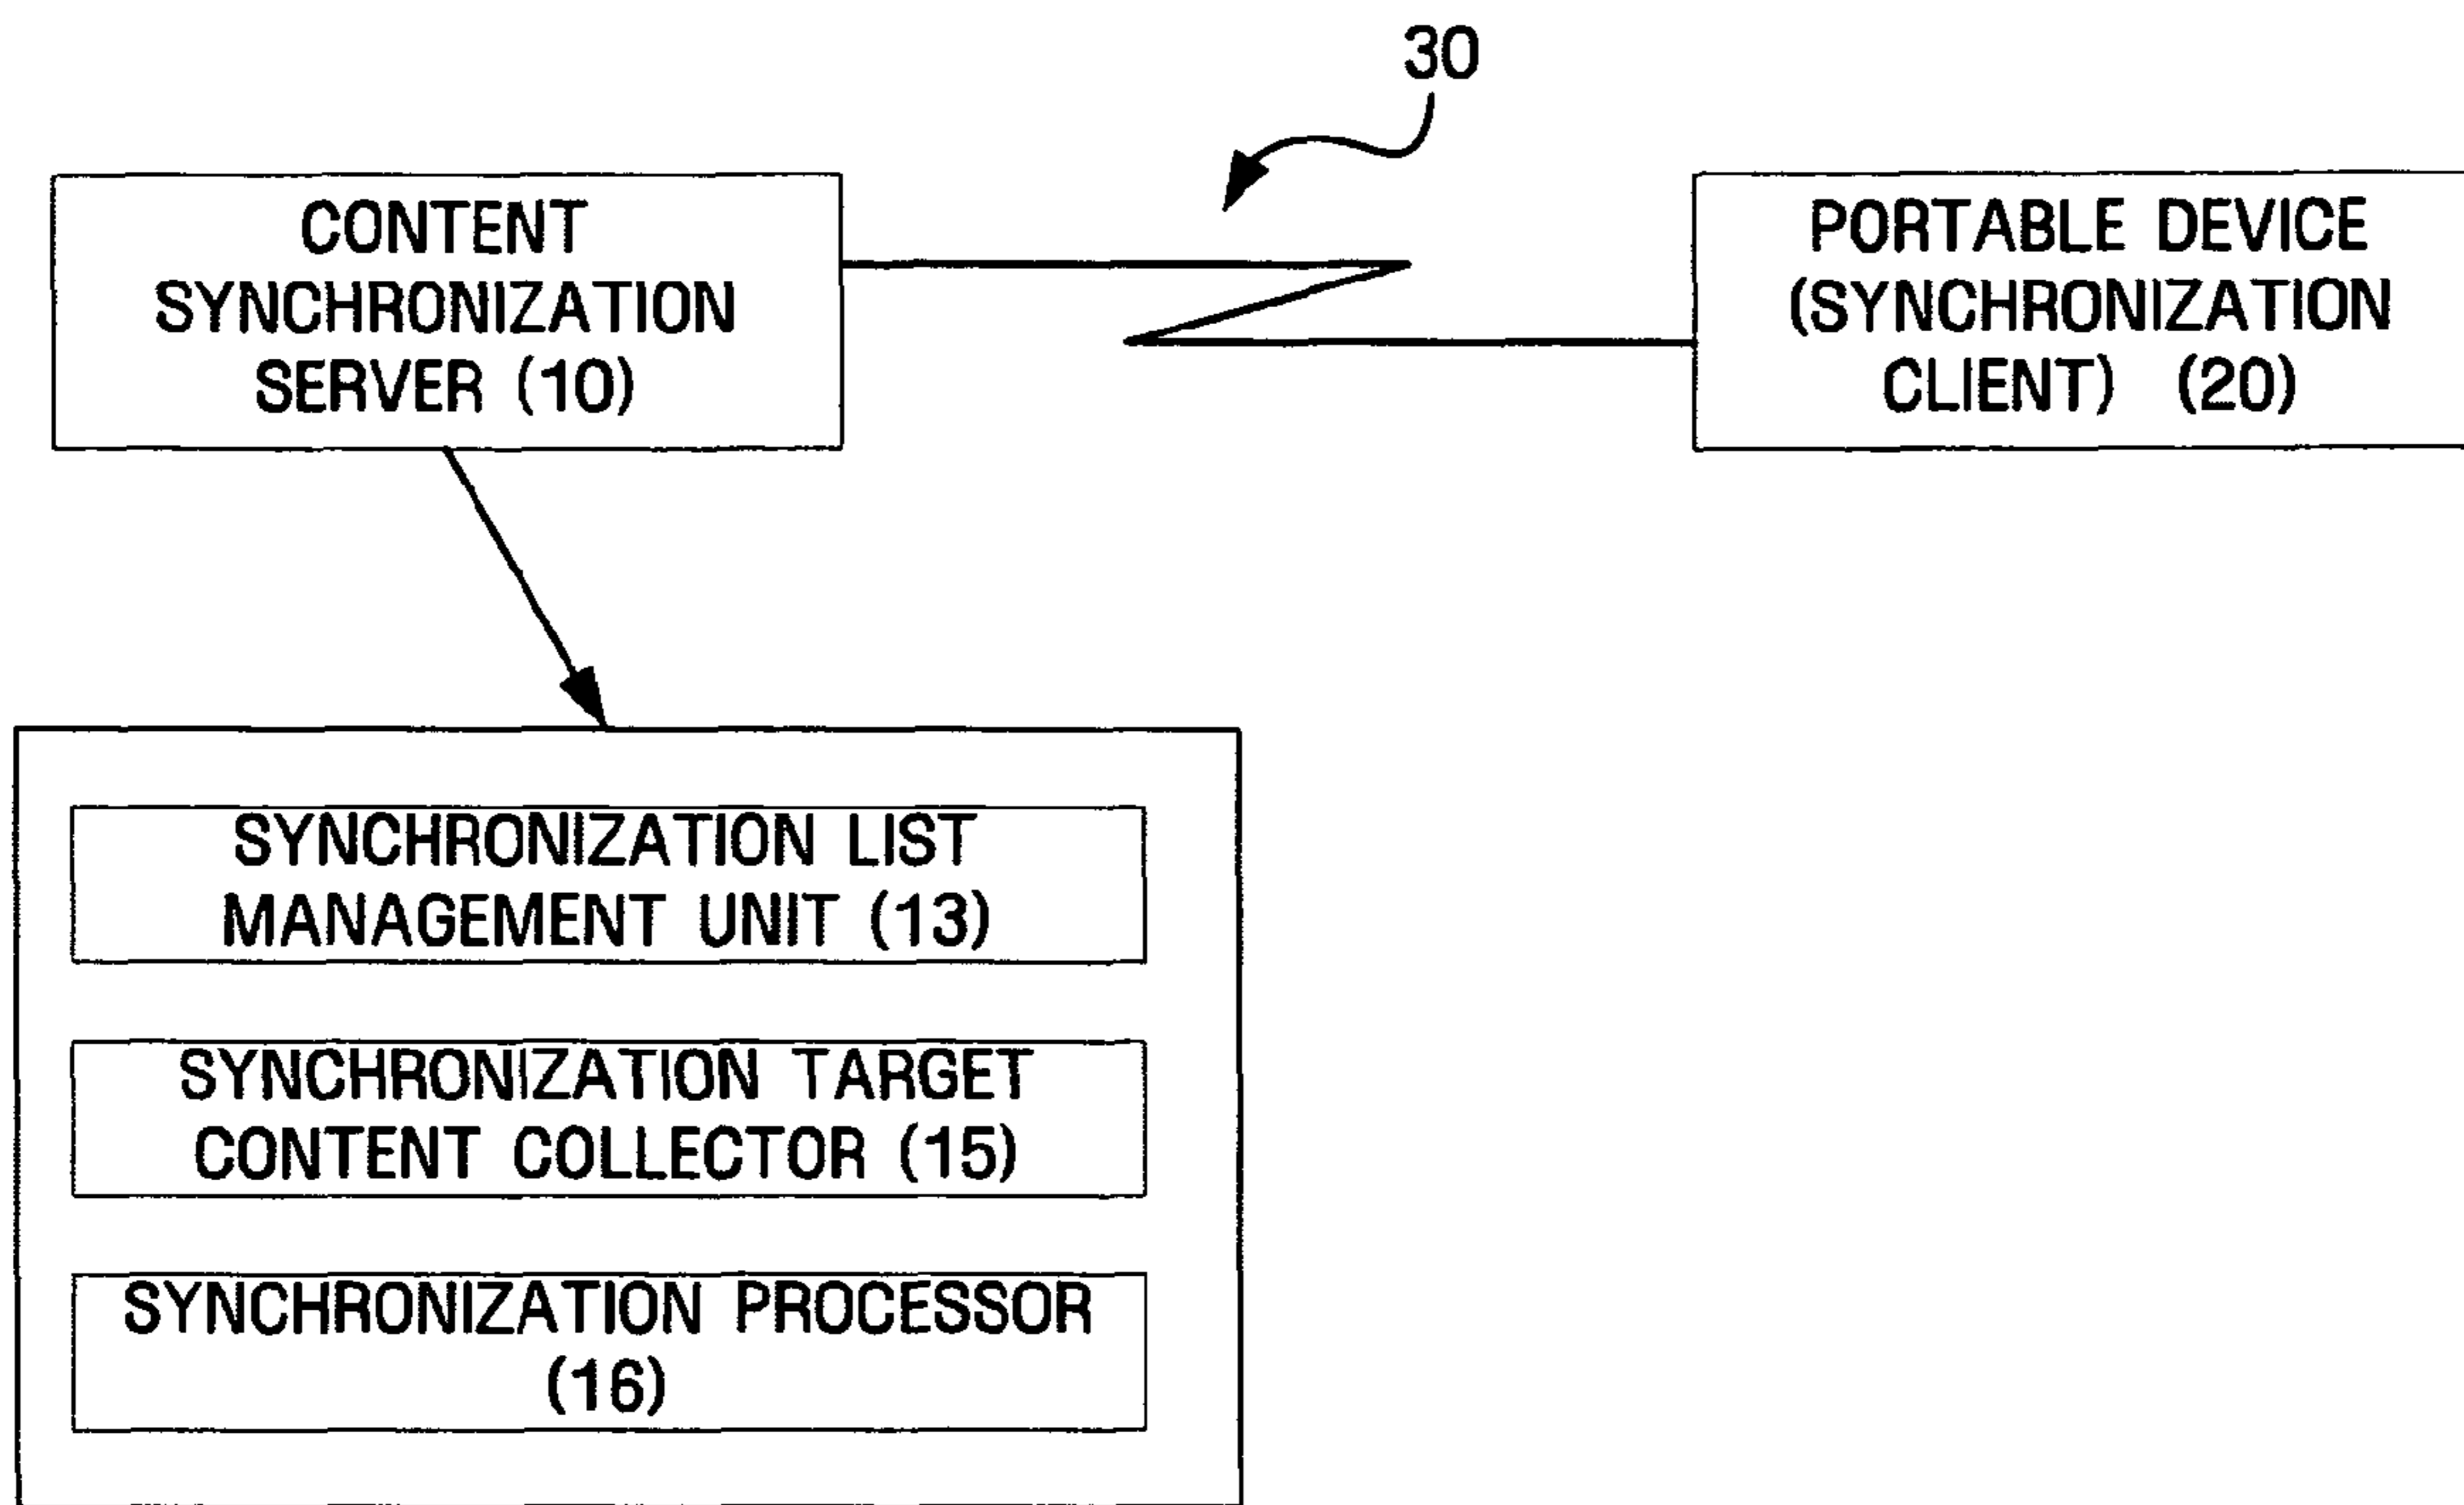 30
CONTENT
SYNCHRONIZATION
SERVER (10)
PORTABLE DEVICE
(SYNCHRONIZATION
CLIENT) (20)
SYNCHRONIZATION LIST
MANAGEMENT UNIT (13)
SYNCHRONIZATION TARGET
CONTENT COLLECTOR (15)
SYNCHRONIZATION PROCESSOR
(16)